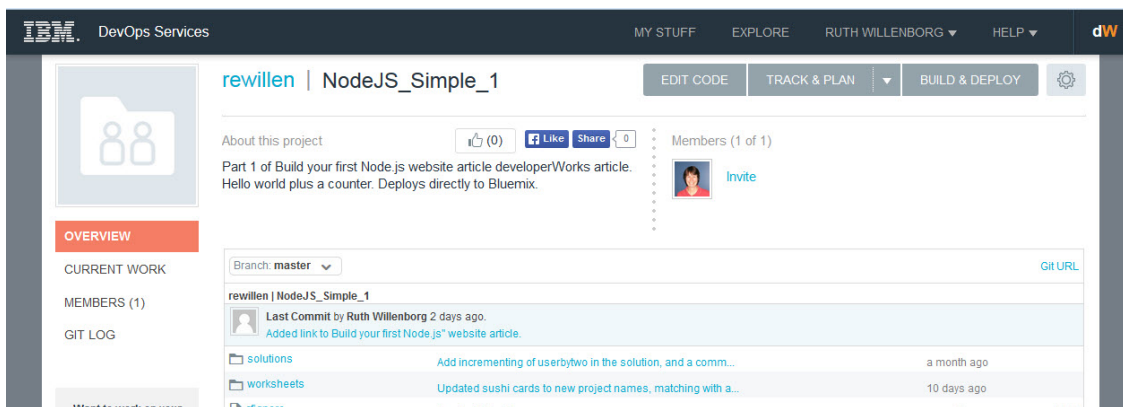 IBM. DevOps Services MY STUFF EXPLORE RUTH WILLENBORG HELP dW
rewillen | NodeJS_Simple_1 EDIT CODE TRACK & PLAN BUILD & DEPLOY
About this project (0) Like Share 0 Members (1 of 1)
Part 1 of Build your first Node.js website article developerWorks article.
Hello world plus a counter. Deploys directly to Bluemix.
Invite
OVERVIEW
CURRENT WORK
MEMBERS (1)
GIT LOG
Branch: master Git URL
rewillen | NodeJS_Simple_1
Last Commit by Ruth Willenborg 2 days ago.
Added link to Build your first Node.js" website article.
solutions Add incrementing of userbytwo in the solution, and a comm... a month ago
worksheets Updated sushi cards to new project names, matching with a... 10 days ago